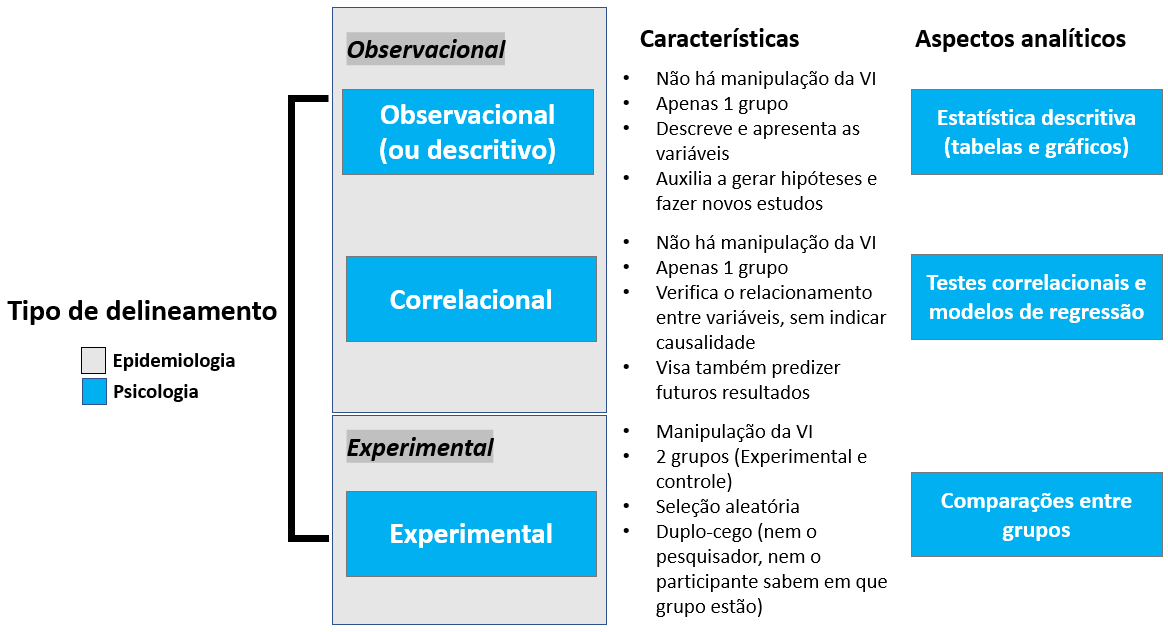 Tipo de delineamento
Epidemiologia
Psicologia
Observacional
Observacional
(ou descritivo)
Correlacional
Experimental
Experimental
Características
• Não há manipulação da VI
• Apenas 1 grupo
• Descreve e apresenta as
variáveis
• Auxilia a gerar hipóteses e
fazer novos estudos
• Não há manipulação da VI
• Apenas 1 grupo
• Verifica o relacionamento
entre variáveis, sem indicar
causalidade
• Visa também predizer
futuros resultados
• Manipulação da VI
• 2 grupos (Experimental e
controle)
• Seleção aleatória
• Duplo-cego (nem o
pesquisador, nem o
participante sabem em que
grupo estão)
Aspectos analíticos
Estatística descritiva
(tabelas e gráficos)
Testes correlacionais e
modelos de regressão
Comparações entre
grupos